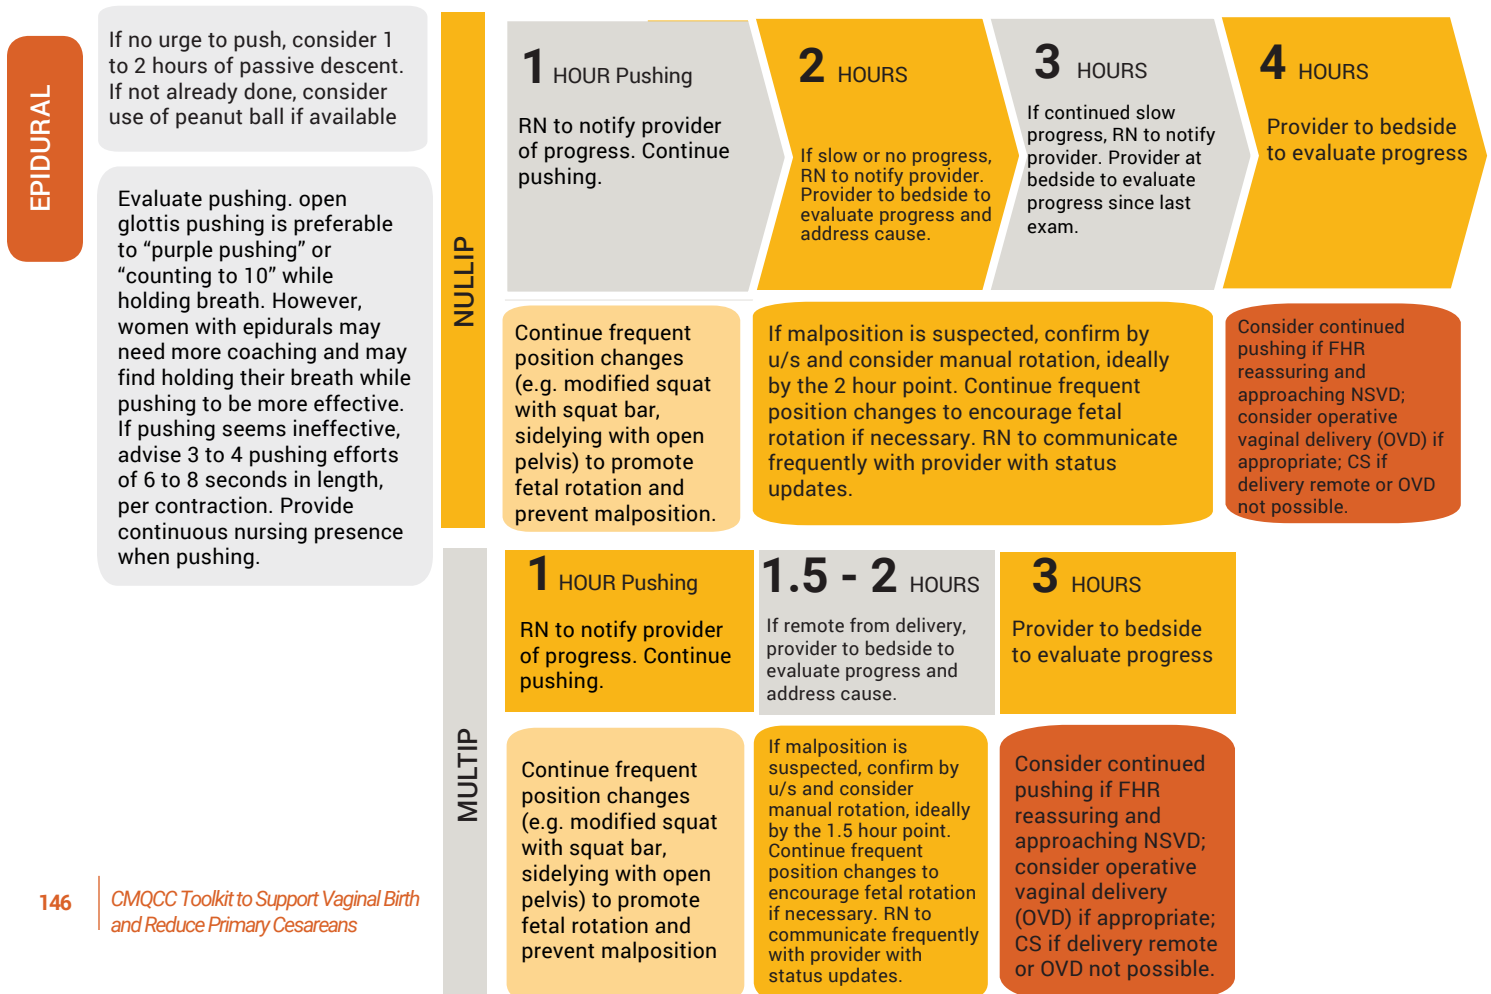 EPIDURAL
If no urge to push, consider 1
to 2 hours of passive descent.
If not already done, consider
use of peanut ball if available
Evaluate pushing. open
glottis pushing is preferable
to “purple pushing” or
“counting to 10” while
holding breath. However,
women with epidurals may
need more coaching and may
find holding their breath while
pushing to be more effective.
If pushing seems ineffective,
advise 3 to 4 pushing efforts
of 6 to 8 seconds in length,
per contraction. Provide
continuous nursing presence
when pushing.
NULLIP
1 HOUR Pushing
RN to notify provider
of progress. Continue
pushing.
2 HOURS
If slow or no progress,
RN to notify provider.
Provider to bedside to
evaluate progress and
address cause.
3 HOURS
If continued slow
progress, RN to notify
provider. Provider at
bedside to evaluate
progress since last
exam.
4 HOURS
Provider to bedside
to evaluate progress
Continue frequent
position changes
(e.g. modified squat
with squat bar,
sidelying with open
pelvis) to promote
fetal rotation and
prevent malposition.
If malposition is suspected, confirm by
u/s and consider manual rotation, ideally
by the 2 hour point. Continue frequent
position changes to encourage fetal
rotation if necessary. RN to communicate
frequently with provider with status
updates.
Consider continued
pushing if FHR
reassuring and
approaching NSVD;
consider operative
vaginal delivery (OVD) if
appropriate; CS if
delivery remote or OVD
not possible.
MULTIP
1 HOUR Pushing
RN to notify provider
of progress. Continue
pushing.
1.5 - 2 HOURS
If remote from delivery,
provider to bedside to
evaluate progress and
address cause.
3 HOURS
Provider to bedside
to evaluate progress
Continue frequent
position changes
(e.g. modified squat
with squat bar,
sidelying with open
pelvis) to promote
fetal rotation and
prevent malposition
If malposition is
suspected, confirm by
u/s and consider
manual rotation, ideally
by the 1.5 hour point.
Continue frequent
position changes to
encourage fetal rotation
if necessary. RN to
communicate frequently
with provider with
status updates.
Consider continued
pushing if FHR
reassuring and
approaching NSVD;
consider operative
vaginal delivery
(OVD) if appropriate;
CS if delivery remote
or OVD not possible.
146
CMQCC Toolkit to Support Vaginal Birth
and Reduce Primary Cesareans